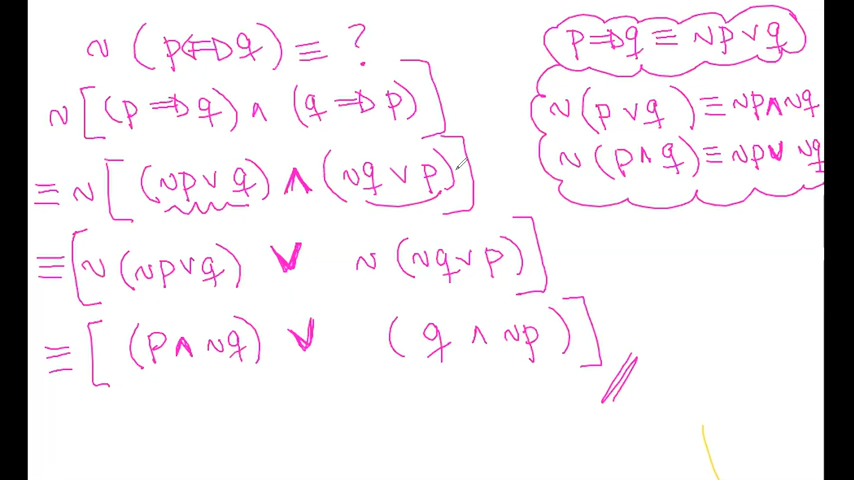 ~ (p⇔q) ≡ ?
~[(p ⇒ q) ∧ (q ⇒ p)]
≡ ~[(~p∨q) ∧ (~q∨p)]
≡ [~(~p∨q) ∨ ~(~q∨p)]
≡ [(p∧~q) ∨ (q ∧ ~p)]
p⇒q ≡ ~p∨q
~(p∨q) ≡ ~p∧~q
~(p∧q) ≡ ~p∨~q